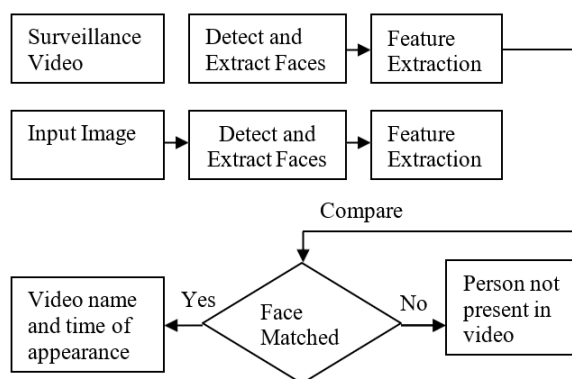 Surveillance
Video
Detect and
Extract Faces
Feature
Extraction
Input Image
Detect and
Extract Faces
Feature
Extraction
Compare
Video name
and time of
appearance
Yes
Face
Matched
No
Person not
present in
video